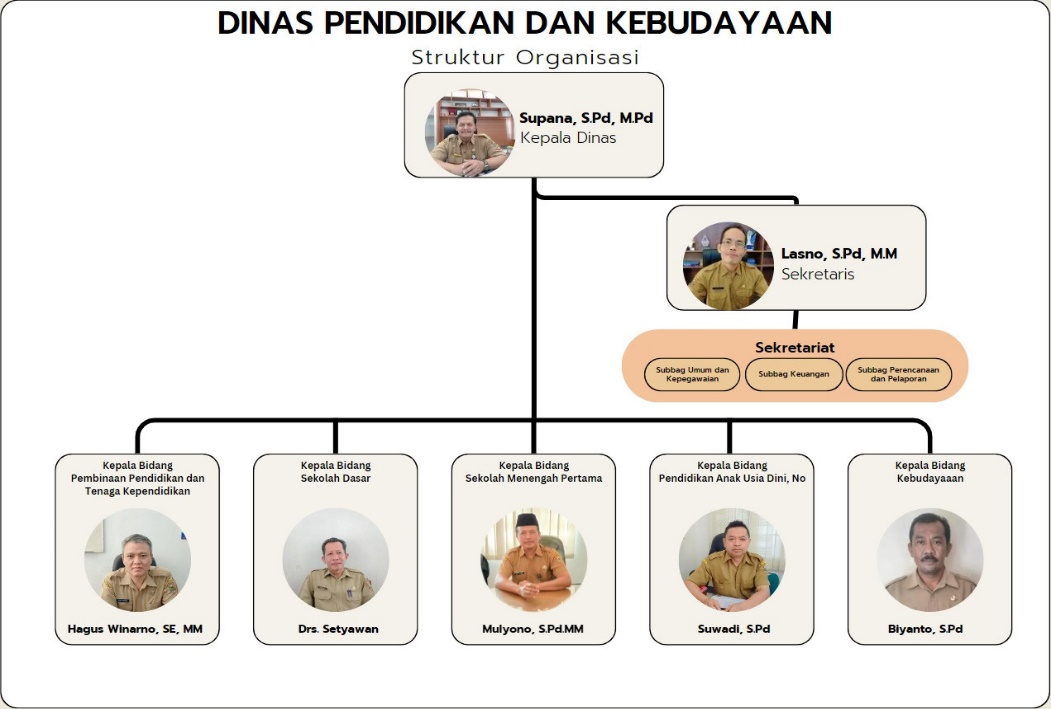 DINAS PENDIDIKAN DAN KEBUDAYAAN
Struktur Organisasi
Supana, S.Pd, M.Pd
Kepala Dinas
Lasno, S.Pd, M.M
Sekretaris
Sekretariat
Subbag Umum dan
Kepegawaian
Subbag Keuangan
Subbag Perencanaan
dan Pelaporan
Kepala Bidang
Pembinaan Pendidikan dan
Tenaga Kependidikan
Hagus Winarno, SE, MM
Kepala Bidang
Sekolah Dasar
Drs. Setyawan
Kepala Bidang
Sekolah Menengah Pertama
Mulyono, S.Pd.MM
Kepala Bidang
Pendidikan Anak Usia Dini, No
Suwadi, S.Pd
Kepala Bidang
Kebudayaaan
Biyanto, S.Pd